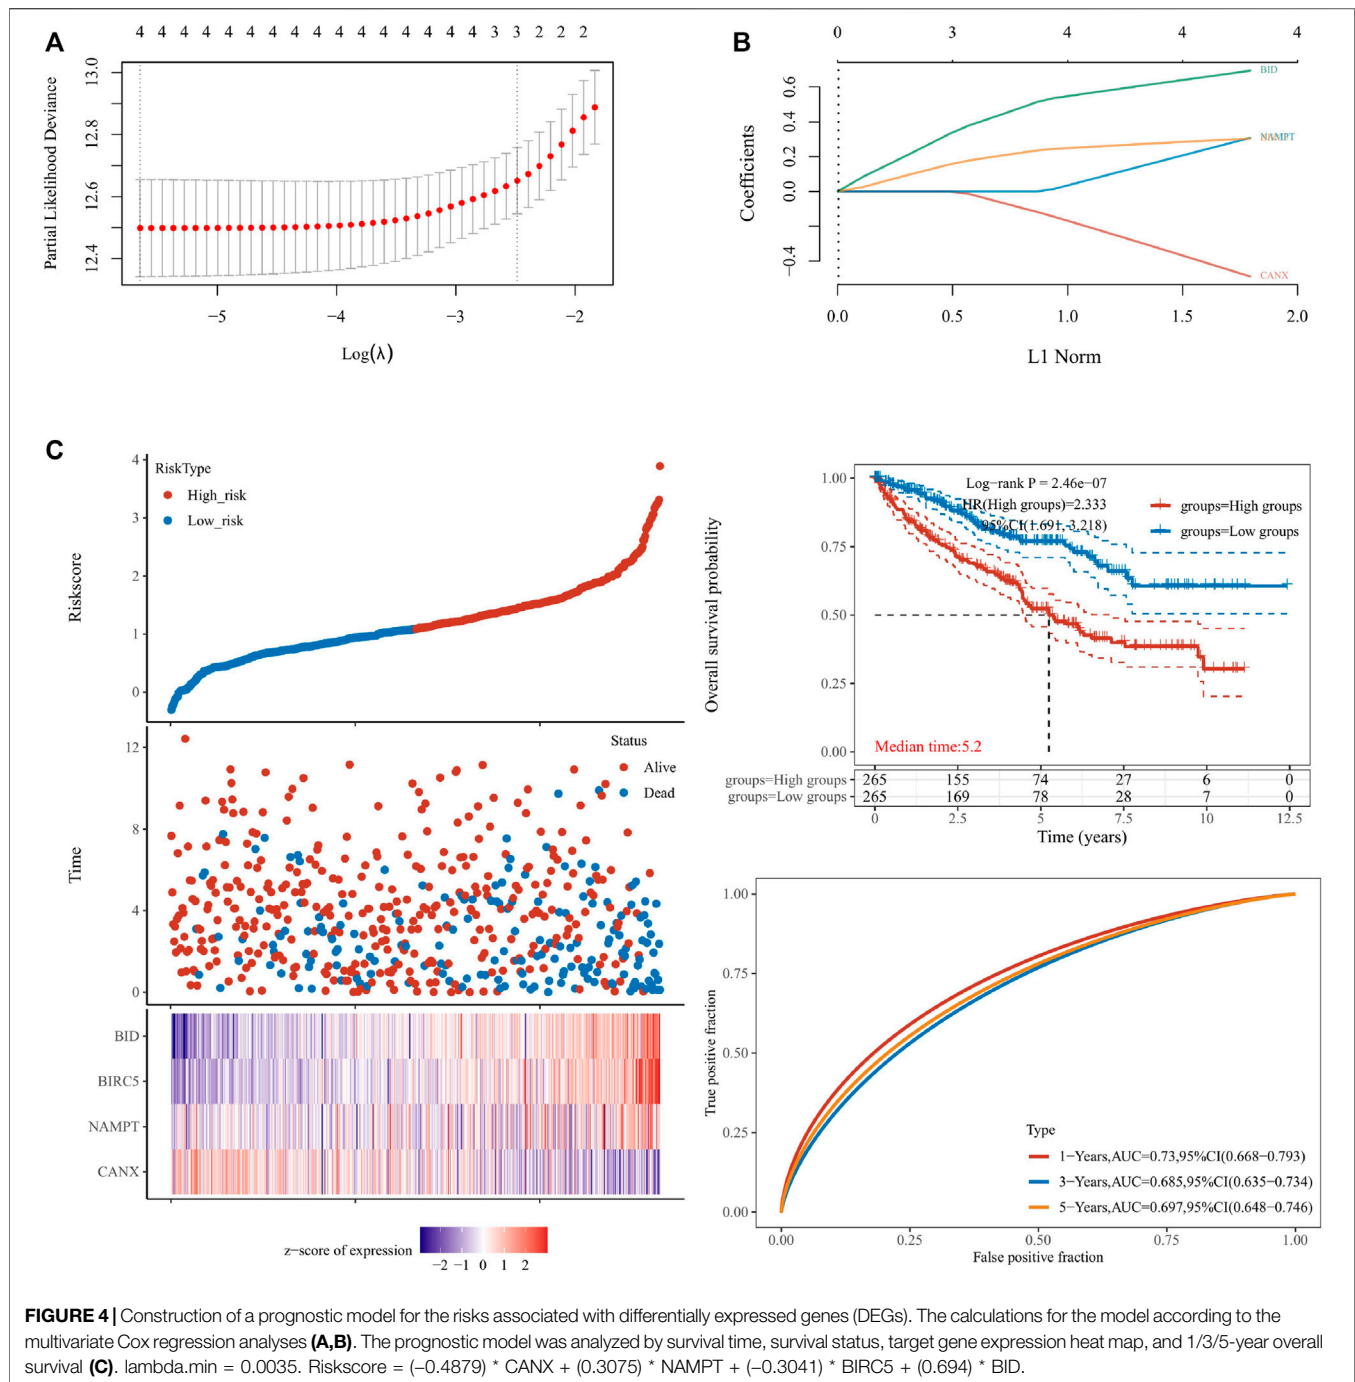 A
4 4 4 4 4 4 4 4 4 4 4 4 4 4 4 4 3 3 2 2 2
Partial Likelihood Deviance
13.0
12.8
12.6
12.4
−5 −4 −3 −2
Log(λ)
B
0 3 4 4 4
Coefficients
0.6
0.4
0.2
0.0
−0.4
BID
NAMPT
CANX
0.0 0.5 1.0 1.5 2.0
L1 Norm
C
Riskscore
4
3
2
1
0
RiskType
High_risk
Low_risk
Time
12
8
4
0
Status
Alive
Dead
BID
BIRC5
NAMPT
CANX
z−score of expression
−2 −1 0 1 2
Overall survival probability
1.00
0.75
0.50
0.25
0.00
Log−rank P = 2.46e−07
HR(High groups)=2.333
95%CI(1.691, 3.218)
groups=High groups
groups=Low groups
Median time:5.2
groups=High groups 265 155 74 27 6 0
groups=Low groups 265 169 78 28 7 0
0 2.5 5 7.5 10 12.5
Time (years)
True positive fraction
1.00
0.75
0.50
0.25
0.00
Type
1−Years,AUC=0.73,95%CI(0.668−0.793)
3−Years,AUC=0.685,95%CI(0.635−0.734)
5−Years,AUC=0.697,95%CI(0.648−0.746)
0.00 0.25 0.50 0.75 1.00
False positive fraction
FIGURE 4 | Construction of a prognostic model for the risks associated with differentially expressed genes (DEGs). The calculations for the model according to the
multivariate Cox regression analyses (A,B). The prognostic model was analyzed by survival time, survival status, target gene expression heat map, and 1/3/5-year overall
survival (C). lambda.min = 0.0035. Riskscore = (−0.4879) * CANX + (0.3075) * NAMPT + (−0.3041) * BIRC5 + (0.694) * BID.